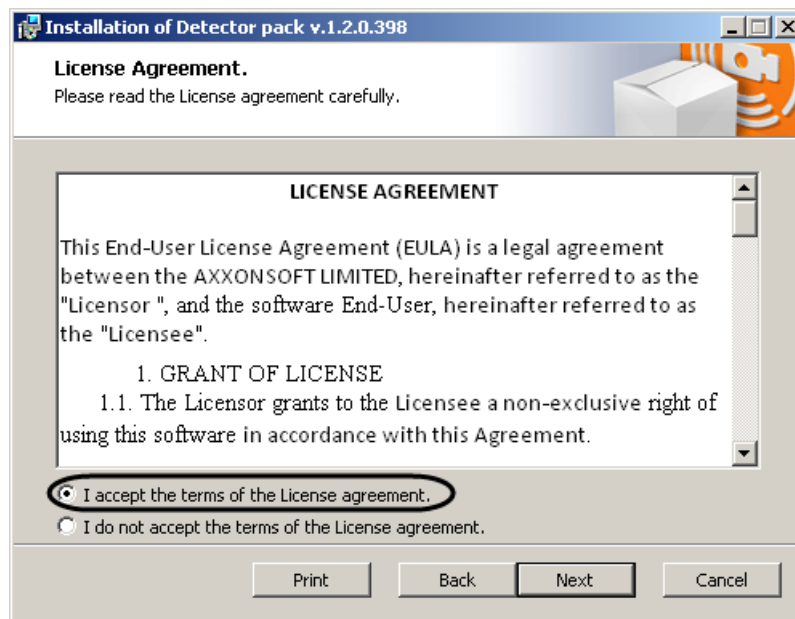 Installation of Detector pack v.1.2.0.398
License Agreement.
Please read the License agreement carefully.
LICENSE AGREEMENT
This End-User License Agreement (EULA) is a legal agreement
between the AXXONSOFT LIMITED, hereinafter referred to as the
"Licensor ", and the software End-User, hereinafter referred to as
the "Licensee".
1. GRANT OF LICENSE
1.1. The Licensor grants to the Licensee a non-exclusive right of
using this software in accordance with this Agreement.
I accept the terms of the License agreement.
I do not accept the terms of the License agreement.
Print Back Next Cancel